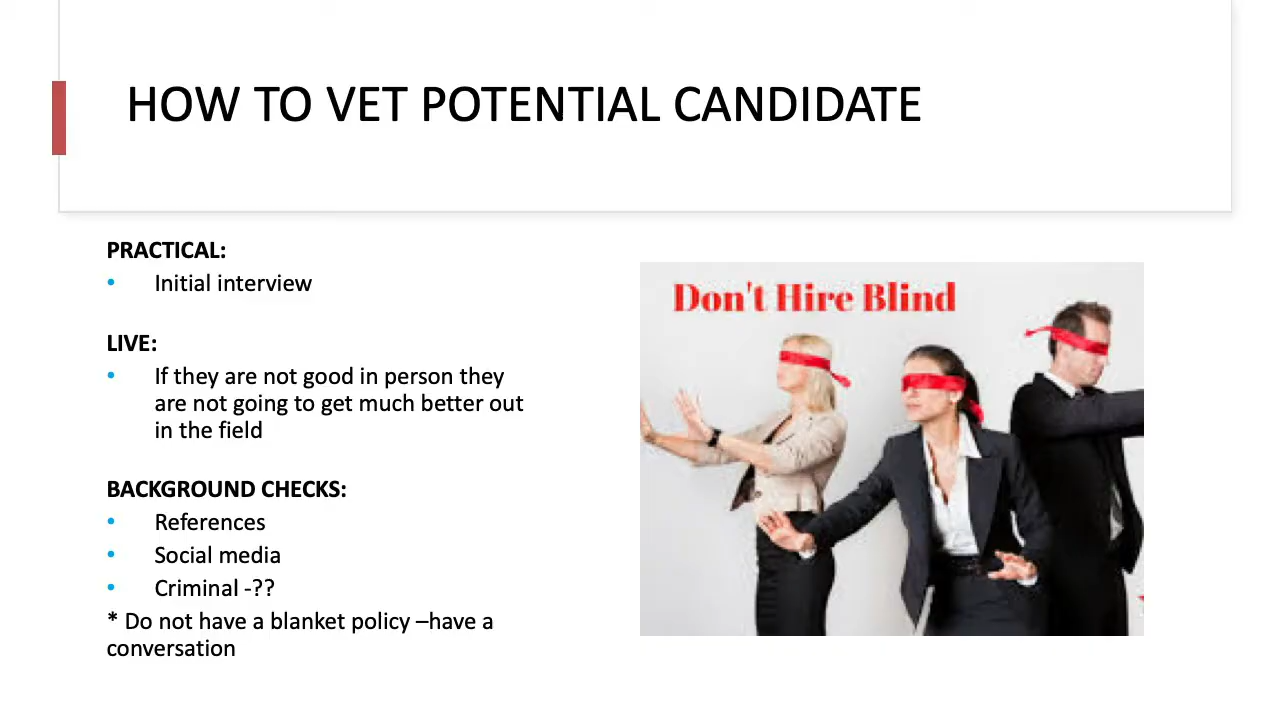 HOW TO VET POTENTIAL CANDIDATE
PRACTICAL:
• Initial interview
LIVE:
• If they are not good in person they
are not going to get much better out
in the field
BACKGROUND CHECKS:
• References
• Social media
• Criminal -??
* Do not have a blanket policy –have a
conversation
Don't Hire Blind